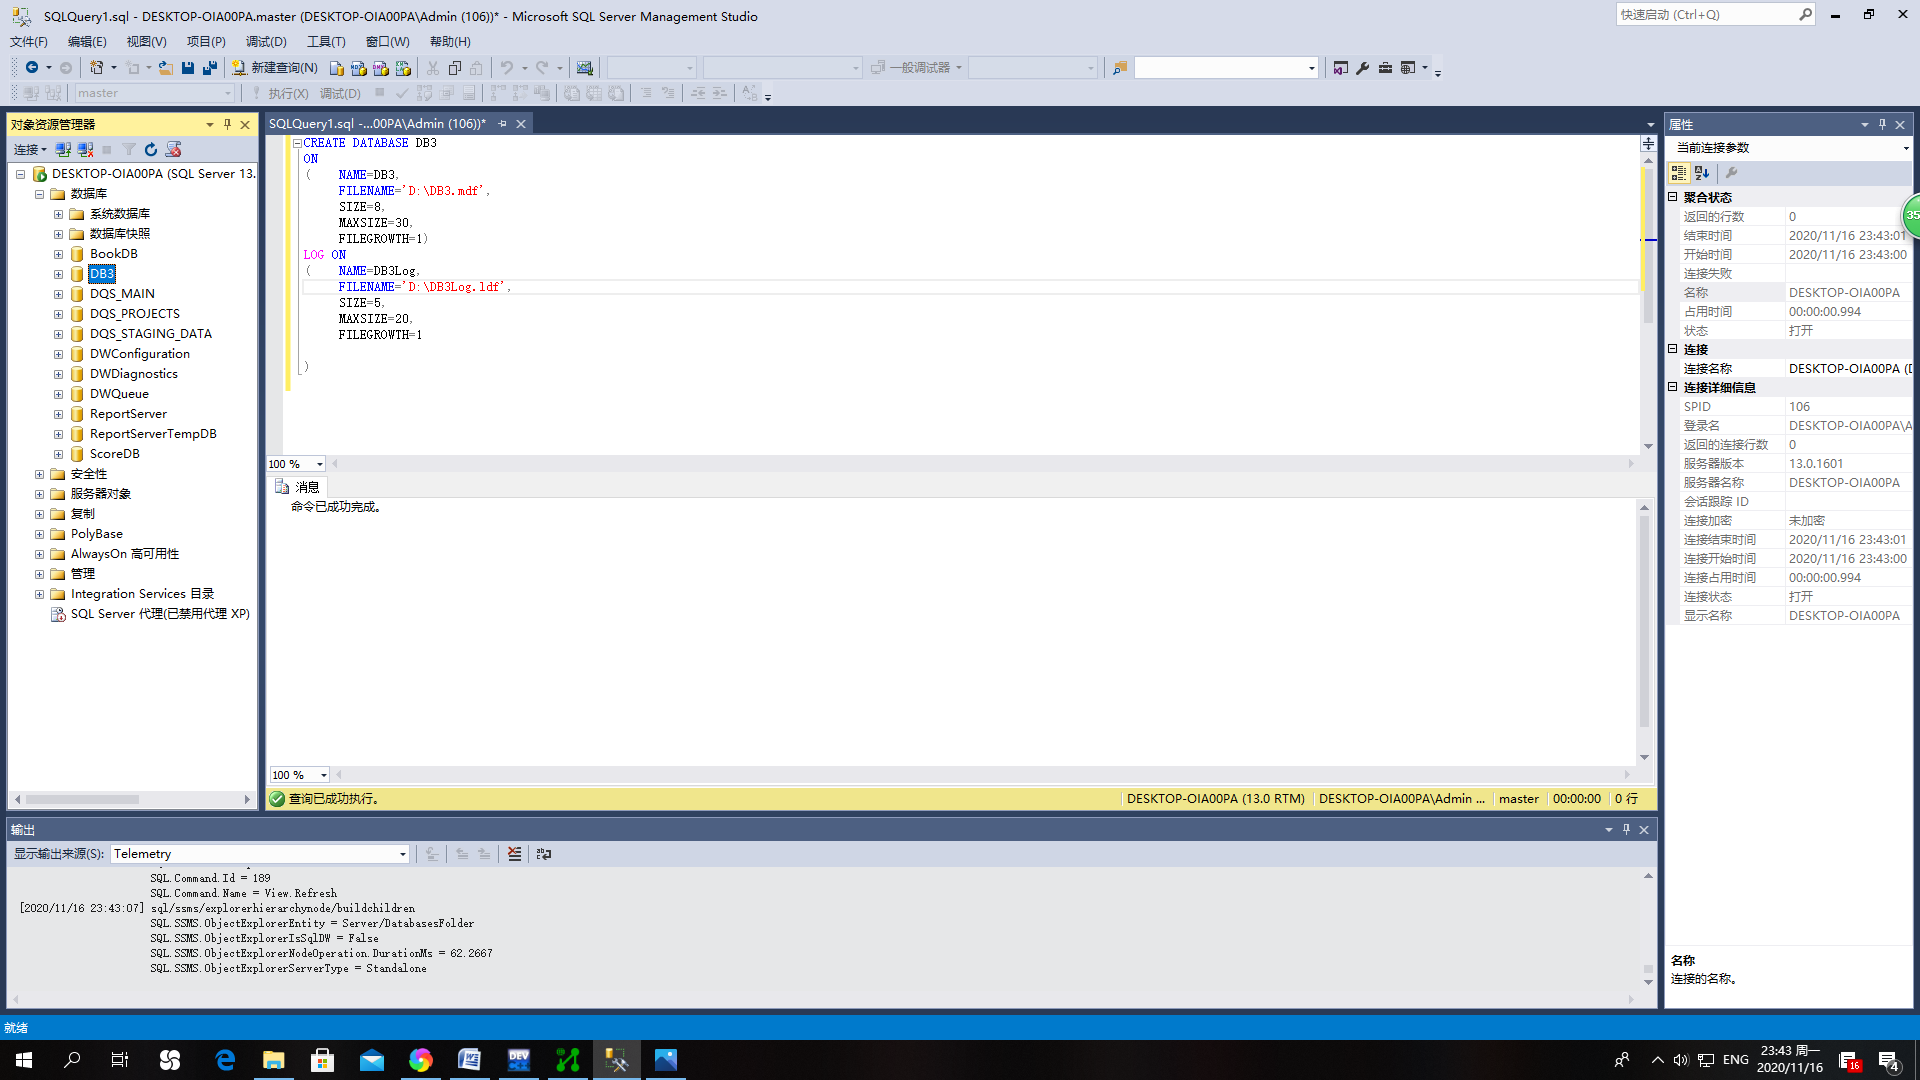 SQLQuery1.sql - DESKTOP-OIA00PA.master (DESKTOP-OIA00PA\Admin (106))* - Microsoft SQL Server Management Studio
快速启动 (Ctrl+Q)
文件(F) 编辑(E) 视图(V) 项目(P) 调试(D) 工具(T) 窗口(W) 帮助(H)
新建查询(N) 一般调试器
master 执行(X) 调试(D)
对象资源管理器
连接
DESKTOP-OIA00PA (SQL Server 13.
数据库
系统数据库
数据库快照
BookDB
DB3
DQS_MAIN
DQS_PROJECTS
DQS_STAGING_DATA
DWConfiguration
DWDiagnostics
DWQueue
ReportServer
ReportServerTempDB
ScoreDB
安全性
服务器对象
复制
PolyBase
AlwaysOn 高可用性
管理
Integration Services 目录
SQL Server 代理(已禁用代理 XP)
SQLQuery1.sql -...00PA\Admin (106))*
CREATE DATABASE DB3
ON
( NAME=DB3,
FILENAME='D:\DB3.mdf',
SIZE=8,
MAXSIZE=30,
FILEGROWTH=1)
LOG ON
( NAME=DB3Log,
FILENAME='D:\DB3Log.ldf',
SIZE=5,
MAXSIZE=20,
FILEGROWTH=1
)
100 %
消息
命令已成功完成。
100 %
查询已成功执行。 DESKTOP-OIA00PA (13.0 RTM) DESKTOP-OIA00PA\Admin ... master 00:00:00 0 行
属性
当前连接参数
聚合状态
返回的行数 0
结束时间 2020/11/16 23:43:01
开始时间 2020/11/16 23:43:00
连接失败
名称 DESKTOP-OIA00PA
占用时间 00:00:00.994
状态 打开
连接
连接名称 DESKTOP-OIA00PA (D
连接详细信息
SPID 106
登录名 DESKTOP-OIA00PA\A
返回的连接行数 0
服务器版本 13.0.1601
服务器名称 DESKTOP-OIA00PA
会话跟踪 ID
连接加密 未加密
连接结束时间 2020/11/16 23:43:01
连接开始时间 2020/11/16 23:43:00
连接占用时间 00:00:00.994
连接状态 打开
显示名称 DESKTOP-OIA00PA
名称
连接的名称。
35
输出
显示输出来源(S): Telemetry
SQL.Command.Id = 189
SQL.Command.Name = View.Refresh
[2020/11/16 23:43:07] sql/ssms/explorerhierarchynode/buildchildren
SQL.SSMS.ObjectExplorerEntity = Server/DatabasesFolder
SQL.SSMS.ObjectExplorerIsSqlDW = False
SQL.SSMS.ObjectExplorerNodeOperation.DurationMs = 62.2667
SQL.SSMS.ObjectExplorerServerType = Standalone
就绪
DEV
ENG
23:43 周一
2020/11/16
16
4